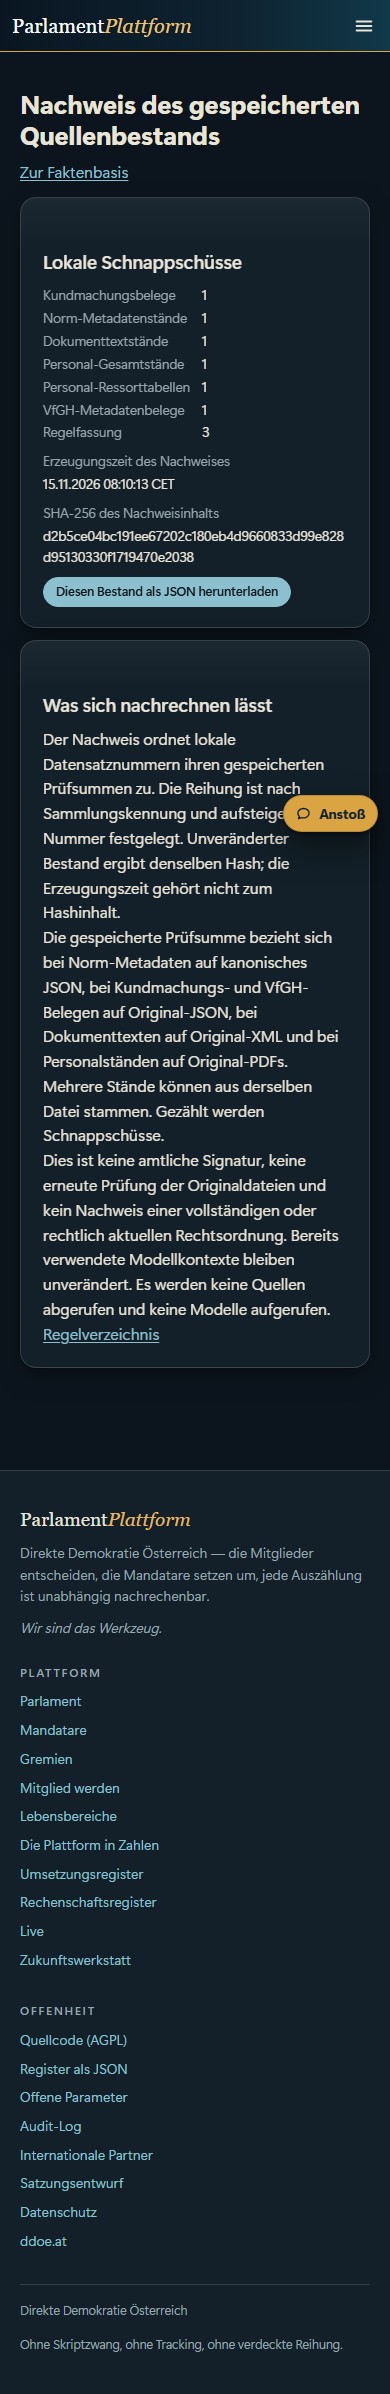 ParlamentPlattform
Nachweis des gespeicherten
Quellenbestands
Zur Faktenbasis
Lokale Schnappschüsse
Kundmachungsbelege 1
Norm-Metadatenstände 1
Dokumenttextstände 1
Personal-Gesamtstände 1
Personal-Ressorttabellen 1
VfGH-Metadatenbelege 1
Regelfassung 3
Erzeugungszeit des Nachweises
15.11.2026 08:10:13 CET
SHA-256 des Nachweisinhalts
d2b5ce04bc191ee67202c180eb4d9660833d99e828
d95130330f1719470e2038
Diesen Bestand als JSON herunterladen
Was sich nachrechnen lässt
Der Nachweis ordnet lokale
Datensatznummern ihren gespeicherten
Prüfsummen zu. Die Reihung ist nach
Sammlungskennung und aufsteige
Anstoß
Nummer festgelegt. Unveränderter
Bestand ergibt denselben Hash; die
Erzeugungszeit gehört nicht zum
Hashinhalt.
Die gespeicherte Prüfsumme bezieht sich
bei Norm-Metadaten auf kanonisches
JSON, bei Kundmachungs- und VfGH-
Belegen auf Original-JSON, bei
Dokumenttexten auf Original-XML und bei
Personalständen auf Original-PDFs.
Mehrere Stände können aus derselben
Datei stammen. Gezählt werden
Schnappschüsse.
Dies ist keine amtliche Signatur, keine
erneute Prüfung der Originaldateien und
kein Nachweis einer vollständigen oder
rechtlich aktuellen Rechtsordnung. Bereits
verwendete Modellkontexte bleiben
unverändert. Es werden keine Quellen
abgerufen und keine Modelle aufgerufen.
Regelverzeichnis
ParlamentPlattform
Direkte Demokratie Österreich — die Mitglieder
entscheiden, die Mandatare setzen um, jede Auszählung
ist unabhängig nachrechenbar.
Wir sind das Werkzeug.
PLATTFORM
Parlament
Mandatare
Gremien
Mitglied werden
Lebensbereiche
Die Plattform in Zahlen
Umsetzungsregister
Rechenschaftsregister
Live
Zukunftswerkstatt
OFFENHEIT
Quellcode (AGPL)
Register als JSON
Offene Parameter
Audit-Log
Internationale Partner
Satzungsentwurf
Datenschutz
ddoe.at
Direkte Demokratie Österreich
Ohne Skriptzwang, ohne Tracking, ohne verdeckte Reihung.